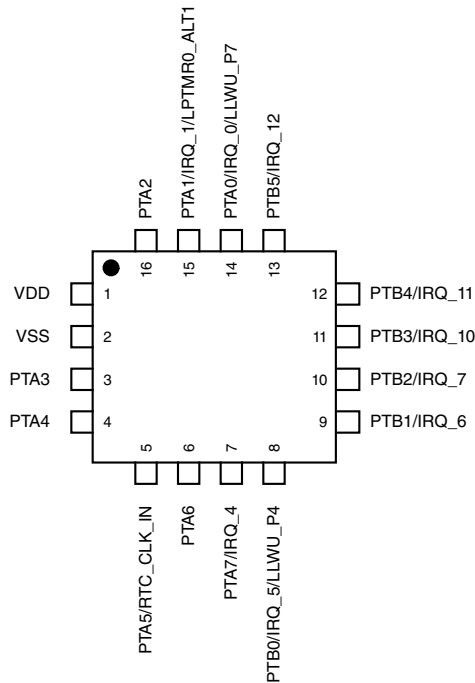 PTA2
PTA1/IRQ_1/LPTMR0_ALT1
PTA0/IRQ_0/LLWU_P7
PTB5/IRQ_12
16
15
14
13
VDD
1
12
PTB4/IRQ_11
VSS
2
11
PTB3/IRQ_10
PTA3
3
10
PTB2/IRQ_7
PTA4
4
9
PTB1/IRQ_6
5
6
7
8
PTA5/RTC_CLK_IN
PTA6
PTA7/IRQ_4
PTB0/IRQ_5/LLWU_P4